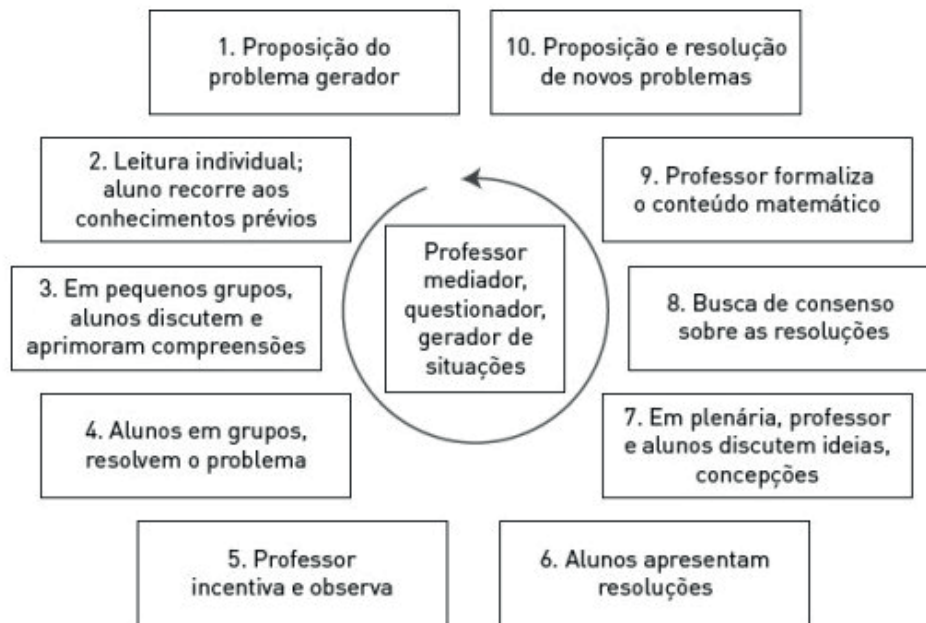 1. Proposição do
problema gerador
2. Leitura individual;
aluno recorre aos
conhecimentos prévios
3. Em pequenos grupos,
alunos discutem e
aprimoram compreensões
4. Alunos em grupos,
resolvem o problema
5. Professor
incentiva e observa
6. Alunos apresentam
resoluções
7. Em plenária, professor
e alunos discutem ideias,
concepções
8. Busca de consenso
sobre as resoluções
9. Professor formaliza
o conteúdo matemático
10. Proposição e resolução
de novos problemas
Professor
mediador,
questionador,
gerador de
situações